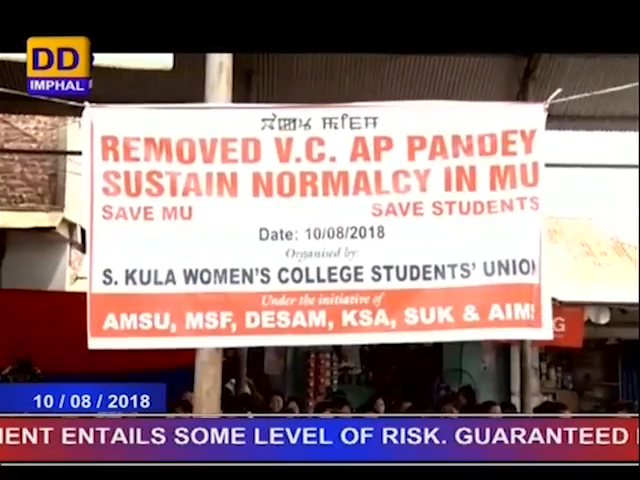 DD
IMPHAL
REMOVED V.C. AP PANDEY
SUSTAIN NORMALCY IN MU
SAVE MU SAVE STUDENTS
Date: 10/08/2018
Organised by:
S. KULA WOMEN'S COLLEGE STUDENTS' UNIO
Under the initiative of
AMSU, MSF, DESAM, KSA, SUK & AIM
10 / 08 / 2018
ENTAILS SOME LEVEL OF RISK. GUARANTEED